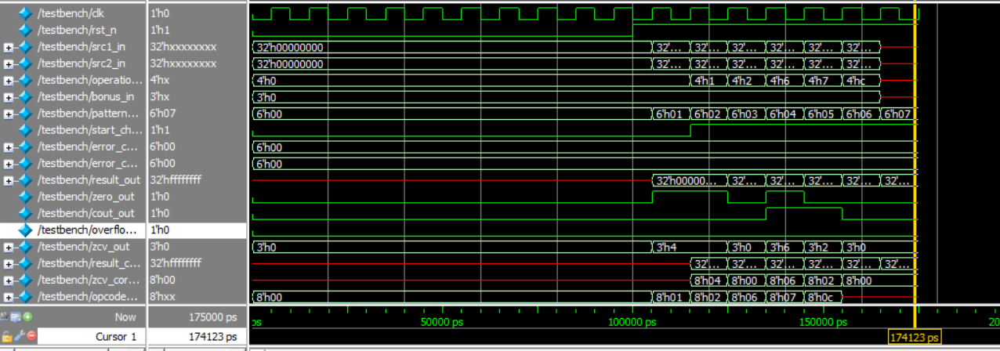 /testbench/clk 1'h0
/testbench/rst_n 1'h1
/testbench/src1_in 32'hxxxxxxxx 32'h00000000 32'... 32'... 32'... 32'... 32'... 32'...
/testbench/src2_in 32'hxxxxxxxx 32'h00000000 32'... 32'... 32'... 32'... 32'... 32'...
/testbench/operatio... 4'hx 4'h0 4'h1 4'h2 4'h6 4'h7 4'hc
/testbench/bonus_in 3'hx 3'h0
/testbench/pattern... 6'h07 6'h00 6'h01 6'h02 6'h03 6'h04 6'h05 6'h06 6'h07
/testbench/start_ch... 1'h1
/testbench/error_c... 6'h00 6'h00
/testbench/error_c... 6'h00 6'h00
/testbench/result_out 32'hffffffff 32'h00000... 32'... 32'... 32'... 32'... 32'...
/testbench/zero_out 1'h0
/testbench/cout_out 1'h0
/testbench/overflo... 1'h0
/testbench/zcv_out 3'h0 3'h0 3'h4 3'h0 3'h6 3'h2 3'h0
/testbench/result_c... 32'hffffffff 32'... 32'... 32'... 32'... 32'... 32'...
/testbench/zcv_cor... 8'h00 8'h04 8'h00 8'h06 8'h02 8'h00
/testbench/opcode... 8'hxx 8'h00 8'h01 8'h02 8'h06 8'h07 8'h0c
Now 175000 ps ps 50000 ps 100000 ps 150000 ps 20
Cursor 1 174123 ps 174123 ps